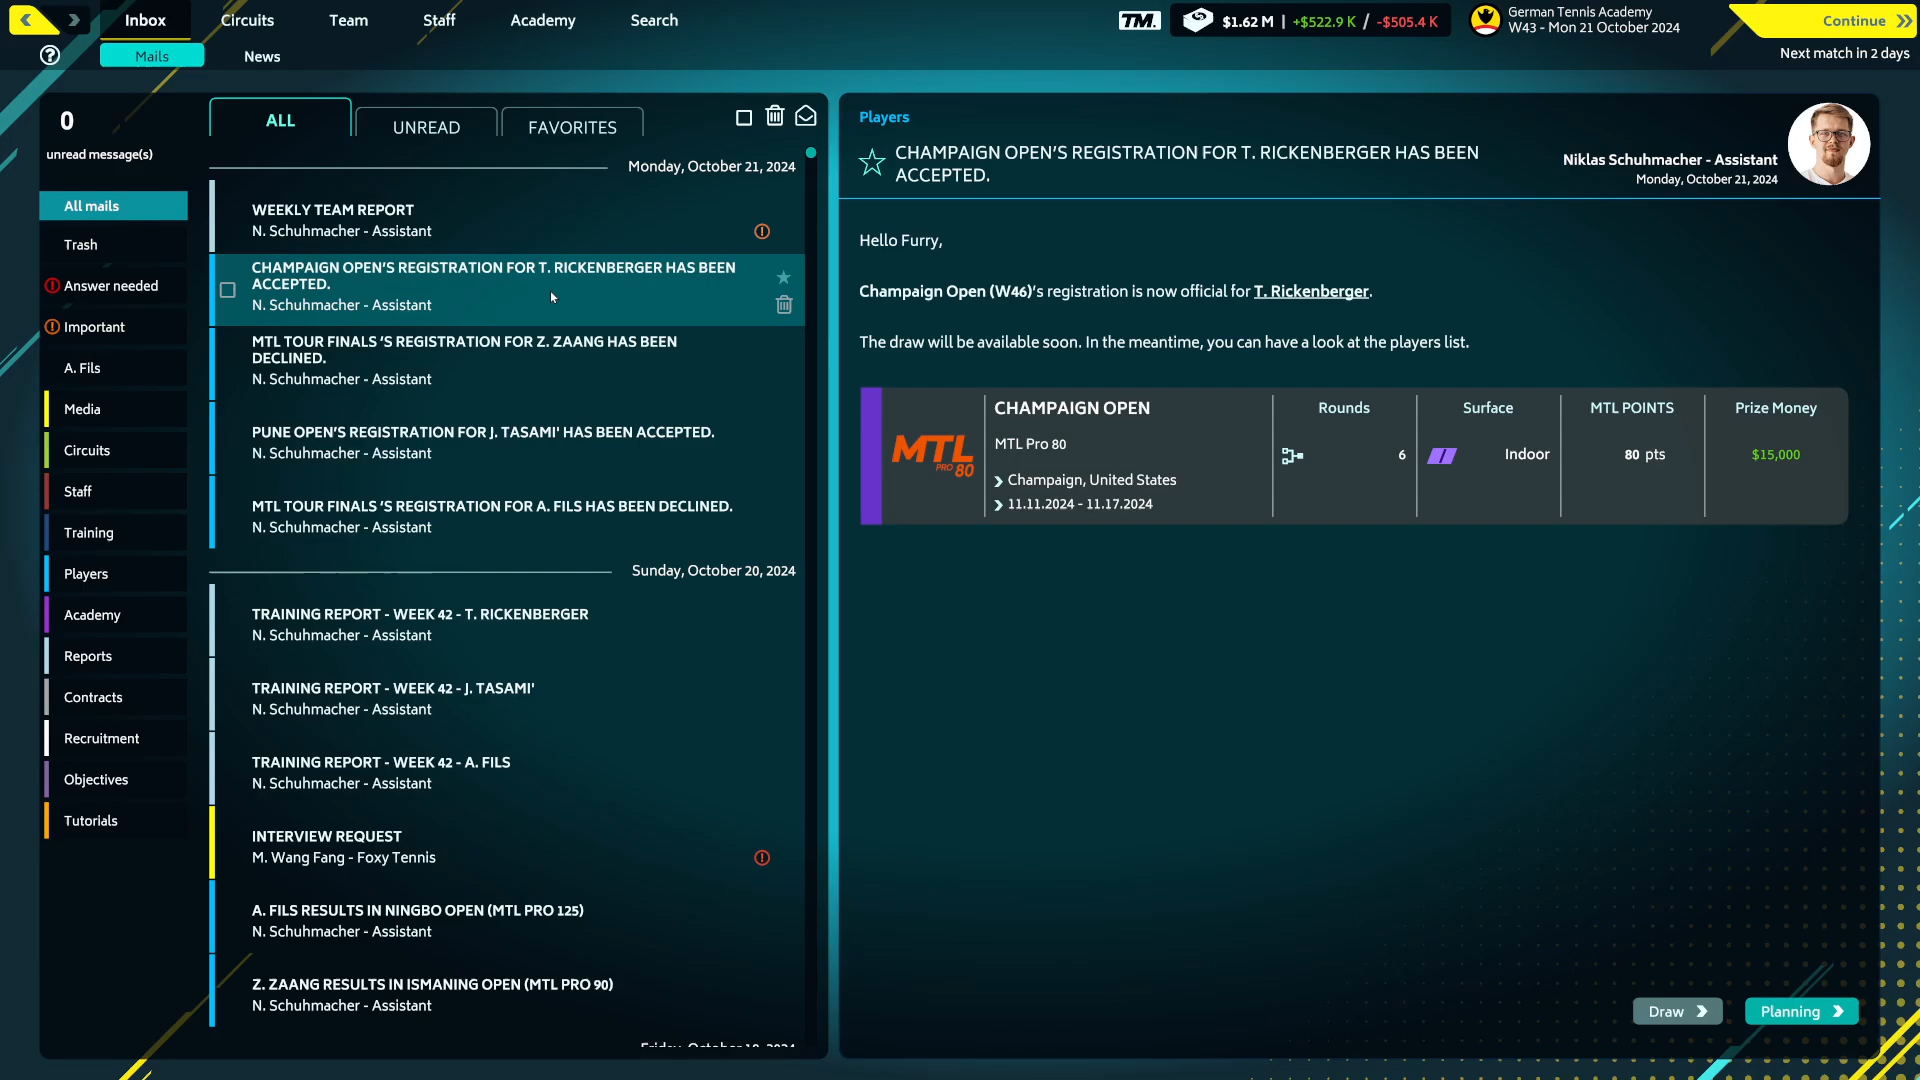 Inbox
Circuits
Team
Staff
Academy
Search
TM.
$1.62 M | +$522.9 K / -$505.4 K
German Tennis Academy
W43 - Mon 21 October 2024
Continue
Mails
News
Next match in 2 days
0
unread message(s)
All mails
Trash
Answer needed
Important
A. Fils
Media
Circuits
Staff
Training
Players
Academy
Reports
Contracts
Recruitment
Objectives
Tutorials
ALL
UNREAD
FAVORITES
Monday, October 21, 2024
WEEKLY TEAM REPORT
N. Schuhmacher - Assistant
CHAMPAIGN OPEN'S REGISTRATION FOR T. RICKENBERGER HAS BEEN
ACCEPTED.
N. Schuhmacher - Assistant
MTL TOUR FINALS 'S REGISTRATION FOR Z. ZAANG HAS BEEN
DECLINED.
N. Schuhmacher - Assistant
PUNE OPEN'S REGISTRATION FOR J. TASAMI' HAS BEEN ACCEPTED.
N. Schuhmacher - Assistant
MTL TOUR FINALS 'S REGISTRATION FOR A. FILS HAS BEEN DECLINED.
N. Schuhmacher - Assistant
Sunday, October 20, 2024
TRAINING REPORT - WEEK 42 - T. RICKENBERGER
N. Schuhmacher - Assistant
TRAINING REPORT - WEEK 42 - J. TASAMI'
N. Schuhmacher - Assistant
TRAINING REPORT - WEEK 42 - A. FILS
N. Schuhmacher - Assistant
INTERVIEW REQUEST
M. Wang Fang - Foxy Tennis
A. FILS RESULTS IN NINGBO OPEN (MTL PRO 125)
N. Schuhmacher - Assistant
Z. ZAANG RESULTS IN ISMANING OPEN (MTL PRO 90)
N. Schuhmacher - Assistant
Players
CHAMPAIGN OPEN'S REGISTRATION FOR T. RICKENBERGER HAS BEEN
ACCEPTED.
Niklas Schuhmacher - Assistant
Monday, October 21, 2024
Hello Furry,
Champaign Open (W46)'s registration is now official for T. Rickenberger.
The draw will be available soon. In the meantime, you can have a look at the players list.
MTL
PRO 80
CHAMPAIGN OPEN
MTL Pro 80
Champaign, United States
11.11.2024 - 11.17.2024
Rounds
6
Surface
Indoor
MTL POINTS
80 pts
Prize Money
$15,000
Draw
Planning